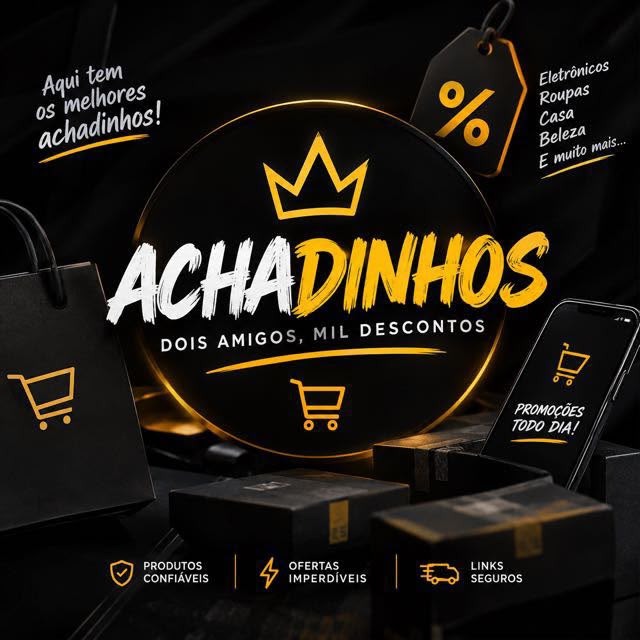 Aqui tem
os melhores
achadinhos!
%
Eletrônicos
Roupas
Casa
Beleza
E muito mais...
ACHADINHOS
DOIS AMIGOS, MIL DESCONTOS
PROMOÇÕES
TODO DIA!
PRODUTOS
CONFIÁVEIS
OFERTAS
IMPERDÍVEIS
LINKS
SEGUROS